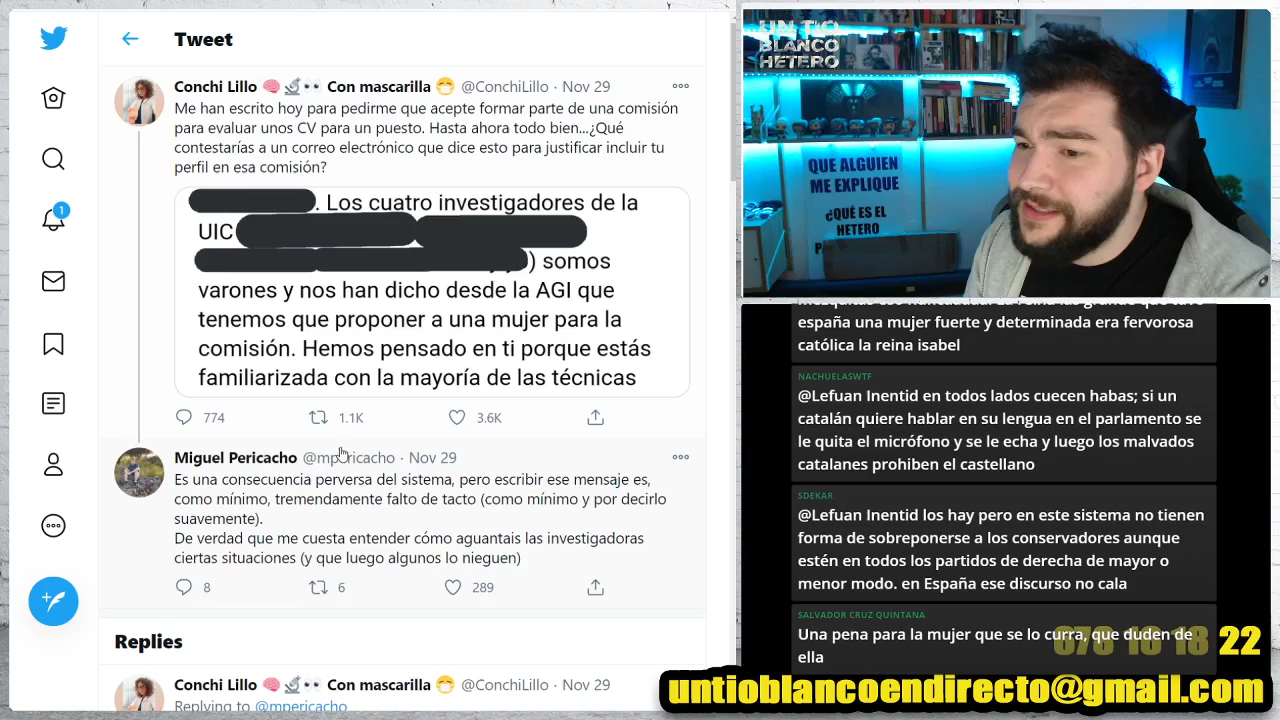 Tweet
Conchi Lillo 🧠🔬👀 Con mascarilla 😷 @ConchiLillo · Nov 29
Me han escrito hoy para pedirme que acepte formar parte de una comisión
para evaluar unos CV para un puesto. Hasta ahora todo bien...¿Qué
contestarías a un correo electrónico que dice esto para justificar incluir tu
perfil en esa comisión?
. Los cuatro investigadores de la
UIC
) somos
varones y nos han dicho desde la AGI que
tenemos que proponer a una mujer para la
comisión. Hemos pensado en ti porque estás
familiarizada con la mayoría de las técnicas
774 1.1K 3.6K
Miguel Pericacho @mpericacho · Nov 29
Es una consecuencia perversa del sistema, pero escribir ese mensaje es,
como mínimo, tremendamente falto de tacto (como mínimo y por decirlo
suavemente).
De verdad que me cuesta entender cómo aguantais las investigadoras
ciertas situaciones (y que luego algunos lo nieguen)
8 6 289
Replies
Conchi Lillo 🧠🔬👀 Con mascarilla 😷 @ConchiLillo · Nov 29
Replying to @mpericacho
1
UN TIO
BLANCO
HETERO
QUE ALGUIEN
ME EXPLIQUE
¿QUÉ ES EL
HETERO
españa una mujer fuerte y determinada era fervorosa
católica la reina isabel
NACHUELASWTF
@Lefuan Inentid en todos lados cuecen habas; si un
catalán quiere hablar en su lengua en el parlamento se
le quita el micrófono y se le echa y luego los malvados
catalanes prohiben el castellano
SDEKAR
@Lefuan Inentid los hay pero en este sistema no tienen
forma de sobreponerse a los conservadores aunque
estén en todos los partidos de derecha de mayor o
menor modo. en España ese discurso no cala
SALVADOR CRUZ QUINTANA
Una pena para la mujer que se lo curra, que duden de
ella
22
untioblancoendirecto@gmail.com